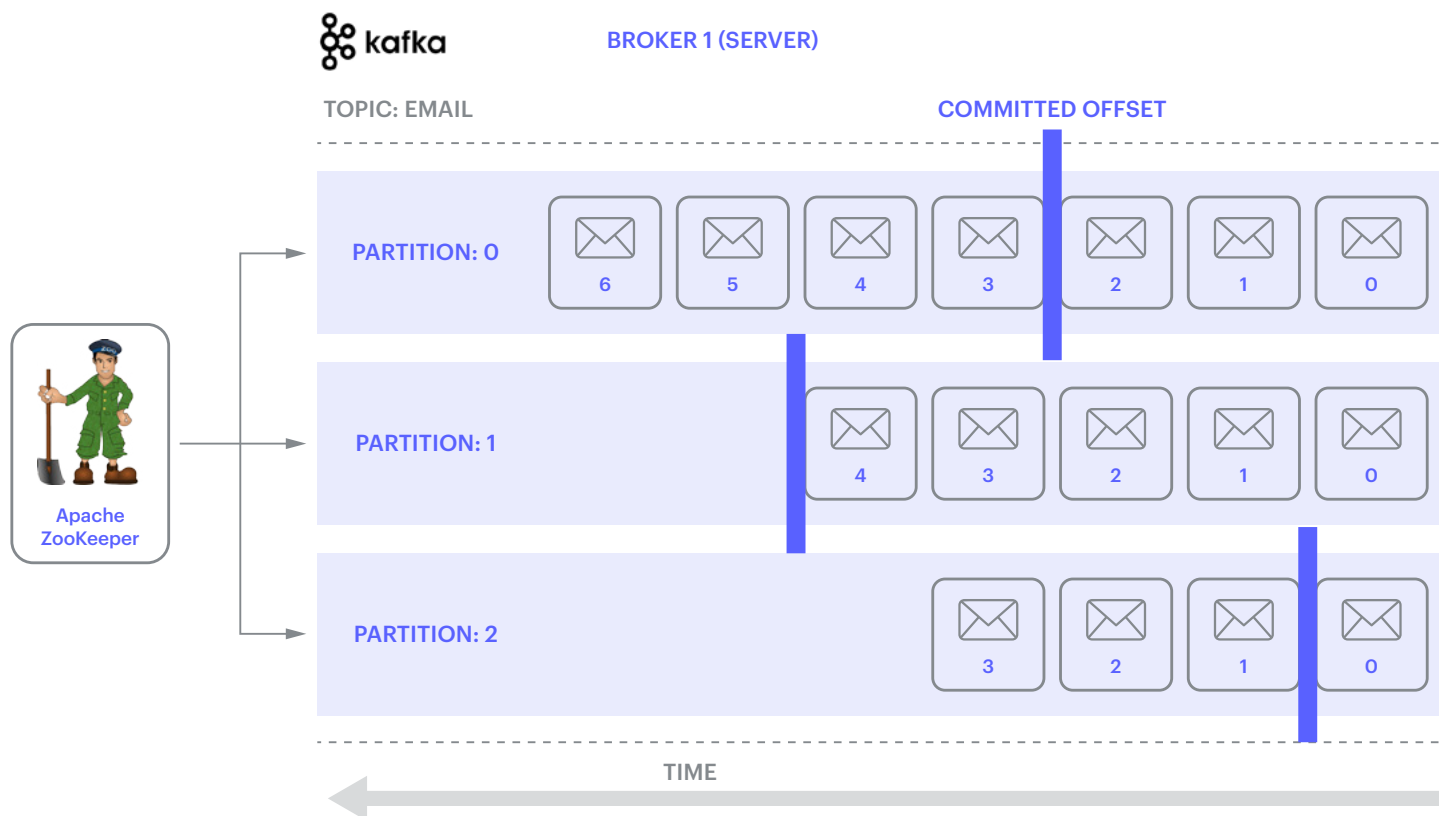 kafka
BROKER 1 (SERVER)
TOPIC: EMAIL
COMMITTED OFFSET
PARTITION: 0
6 5 4 3 2 1 0
PARTITION: 1
4 3 2 1 0
Apache
ZooKeeper
PARTITION: 2
3 2 1 0
TIME